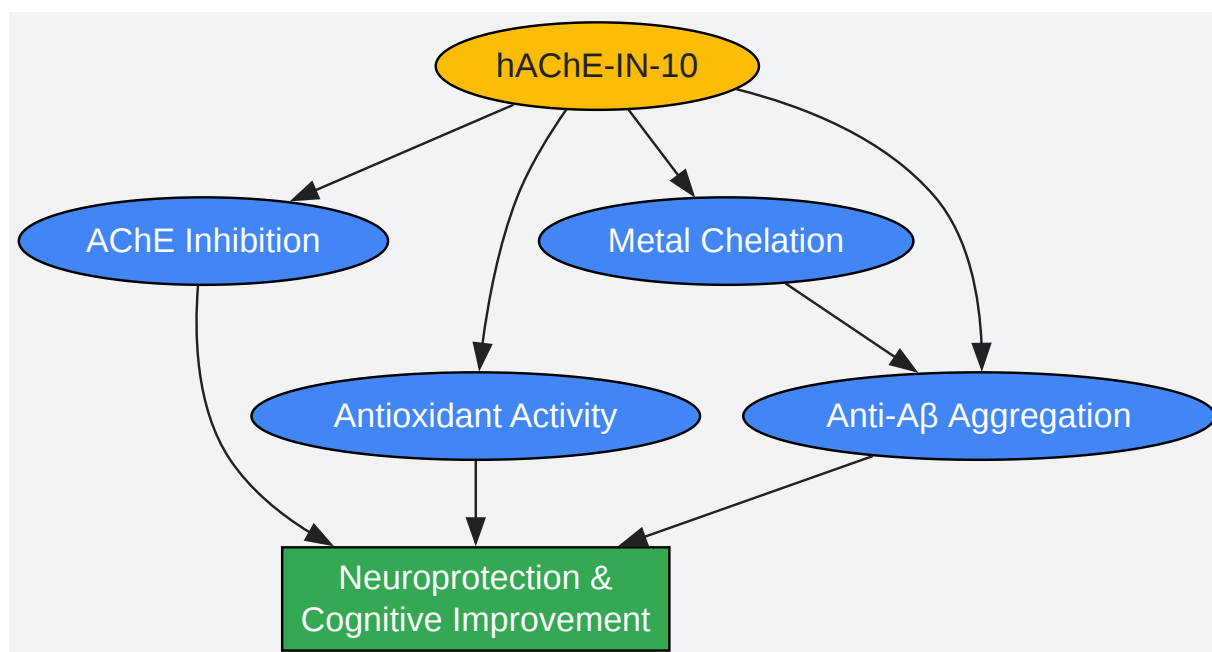 hAChE-IN-10
AChE Inhibition
Metal Chelation
Antioxidant Activity
Anti-Aβ Aggregation
Neuroprotection &
Cognitive Improvement